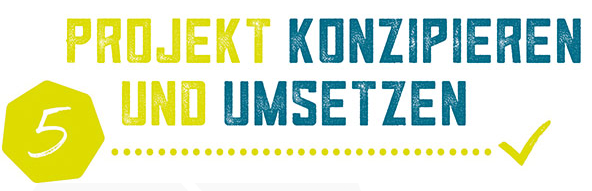 PROJEKT KONZIPIEREN
UND UMSETZEN
5